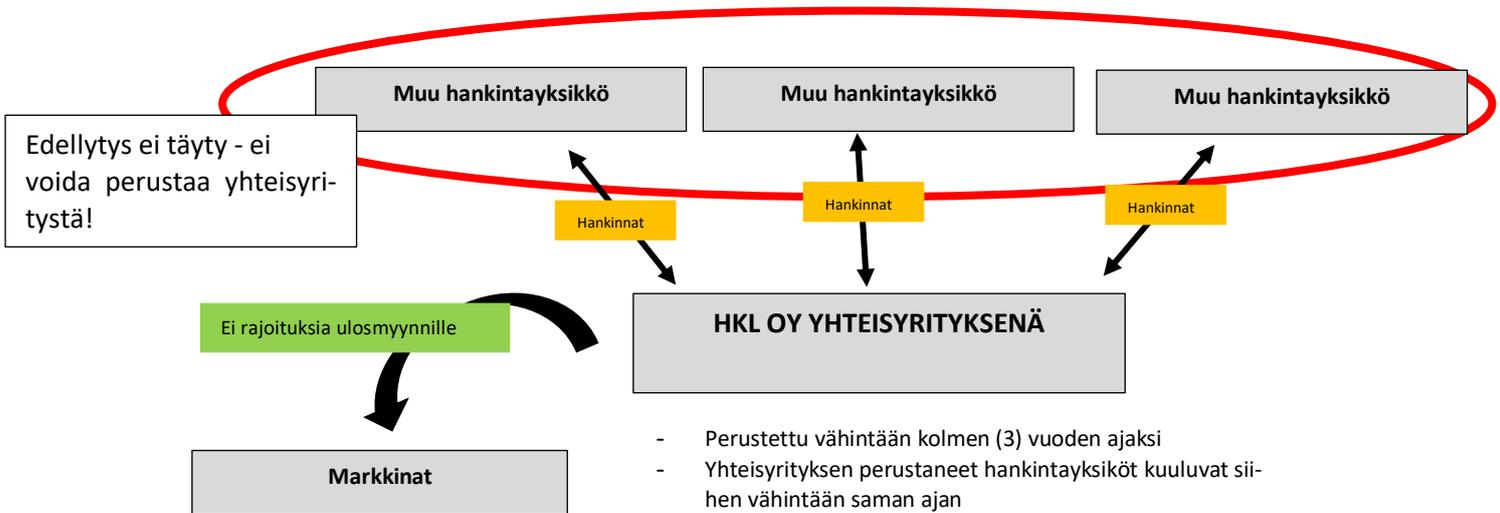 Muu hankintayksikkö
Muu hankintayksikkö
Muu hankintayksikkö
Edellytys ei täyty - ei
voida perustaa yhteisyri-
tystä!
Hankinnat
Hankinnat
Hankinnat
Ei rajoituksia ulosmyynnille
HKL OY YHTEISYRITYKSENÄ
Markkinat
- Perustettu vähintään kolmen (3) vuoden ajaksi
- Yhteisyrityksen perustaneet hankintayksiköt kuuluvat sii-
hen vähintään saman ajan